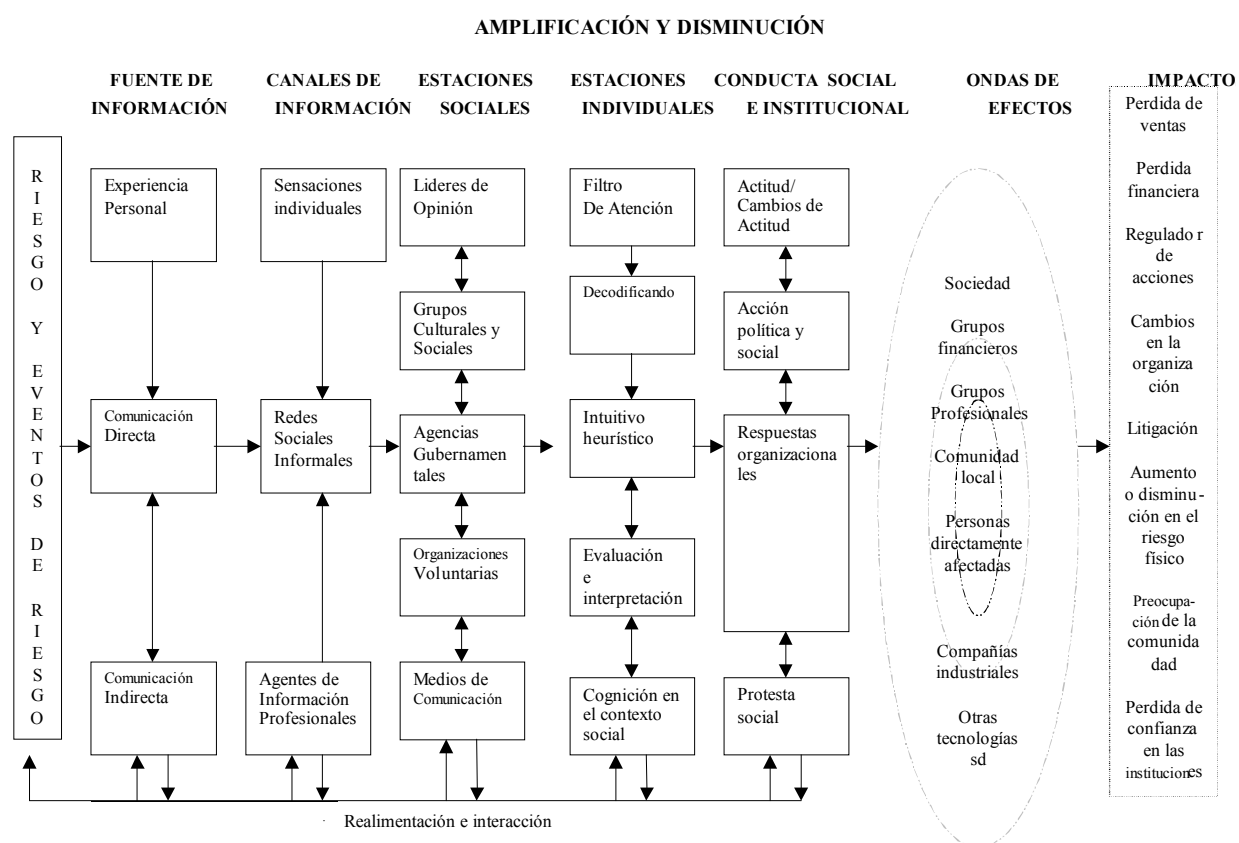 AMPLIFICACIÓN Y DISMINUCIÓN
FUENTE DE
INFORMACIÓN
CANALES DE
INFORMACIÓN
ESTACIONES
SOCIALES
ESTACIONES
INDIVIDUALES
CONDUCTA SOCIAL
E INSTITUCIONAL
ONDAS DE
EFECTOS
IMPACTO
R
I
E
S
G
O
Y
E
V
E
N
T
O
S
D
E
R
I
E
S
G
O
Experiencia
Personal
Comunicación
Directa
Comunicación
Indirecta
Sensaciones
individuales
Redes
Sociales
Informales
Agentes de
Información
Profesionales
Lideres de
Opinión
Grupos
Culturales y
Sociales
Agencias
Gubernamen
tales
Organizaciones
Voluntarias
Medios de
Comunicación
Filtro
De Atención
Decodificando
Intuitivo
heurístico
Evaluación
e
interpretación
Cognición en
el contexto
social
Actitud/
Cambios de
Actitud
Acción
política y
social
Respuestas
organizaciona
les
Protesta
social
Sociedad
Grupos
financieros
Grupos
Profesionales
Comunidad
local
Personas
directamente
afectadas
Compañías
industriales
Otras
tecnologías
sd
Perdida de
ventas
Perdida
financiera
Regulado r
de
acciones
Cambios
en la
organiza
ción
Litigación
Aumento
o disminu-
ción en el
riesgo
físico
Preocupa-
ción de la
comunida
dad
Perdida de
confianza
en las
instituciones
Realimentación e interacción